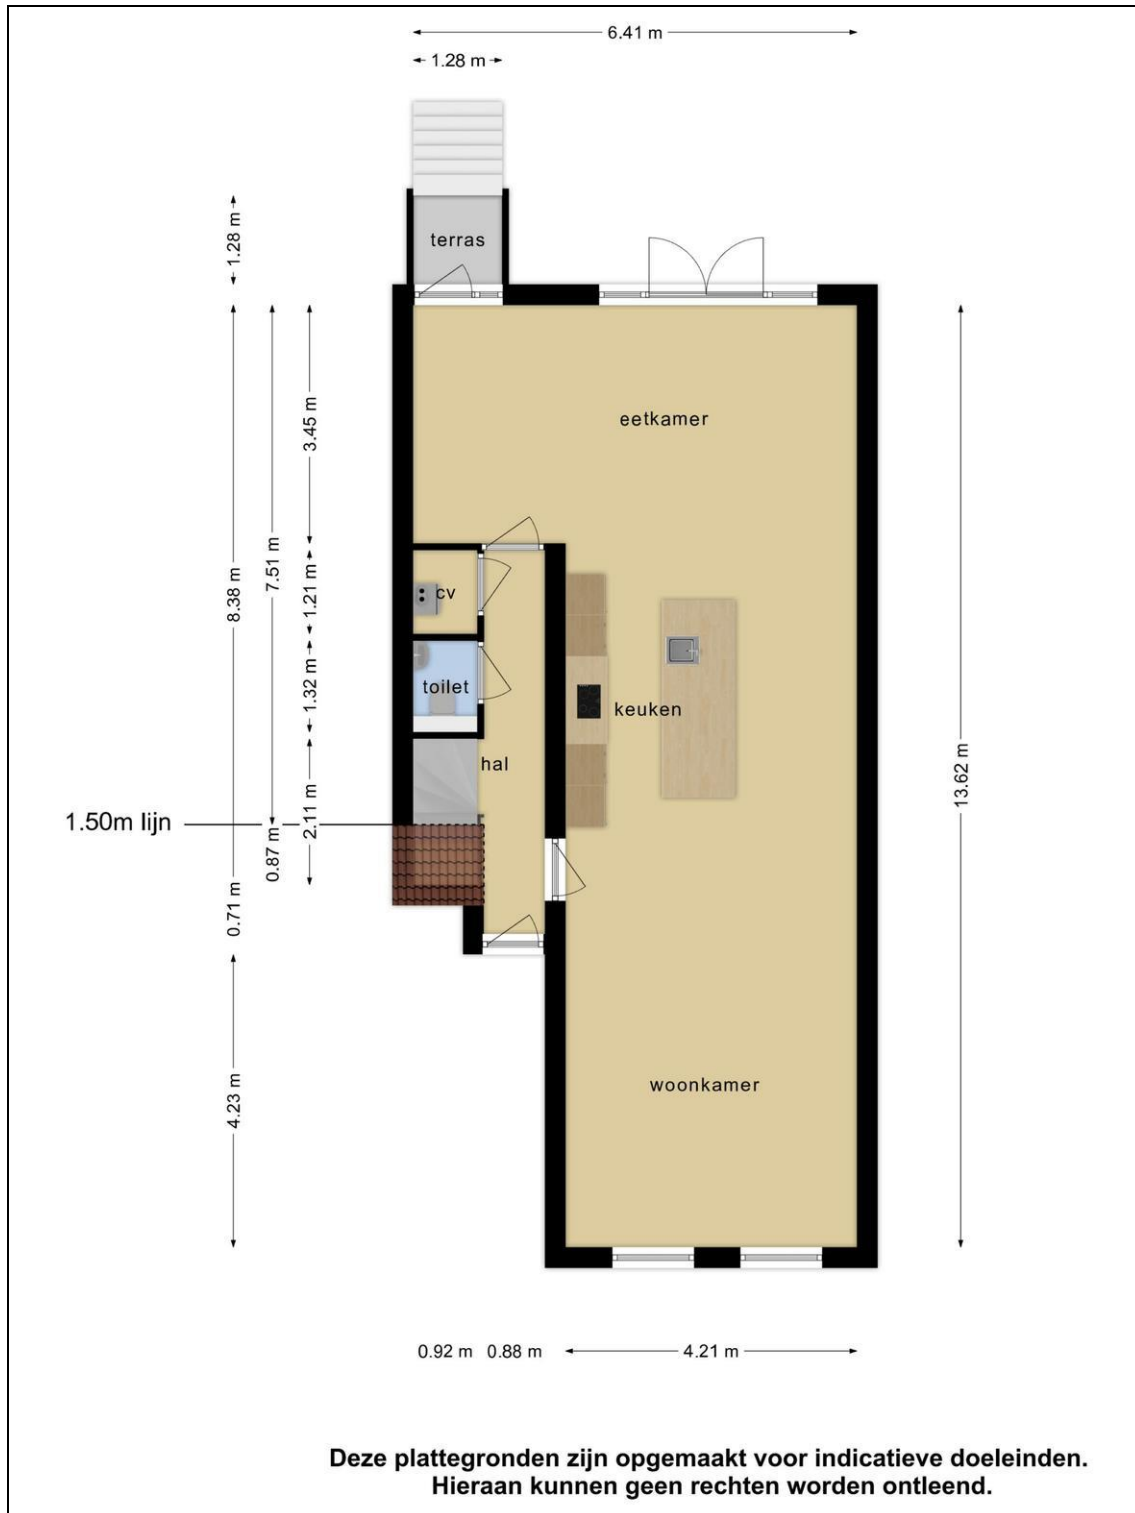 6.41 m
1.28 m
1.28 m
terras
8.38 m
7.51 m
3.45 m
eetkamer
1.21 m
cv
1.32 m
toilet
keuken
hal
13.62 m
2.11 m
1.50m lijn
0.87 m
0.71 m
4.23 m
woonkamer
0.92 m 0.88 m 4.21 m
Deze plattegronden zijn opgemaakt voor indicatieve doeleinden.
Hieraan kunnen geen rechten worden ontleend.